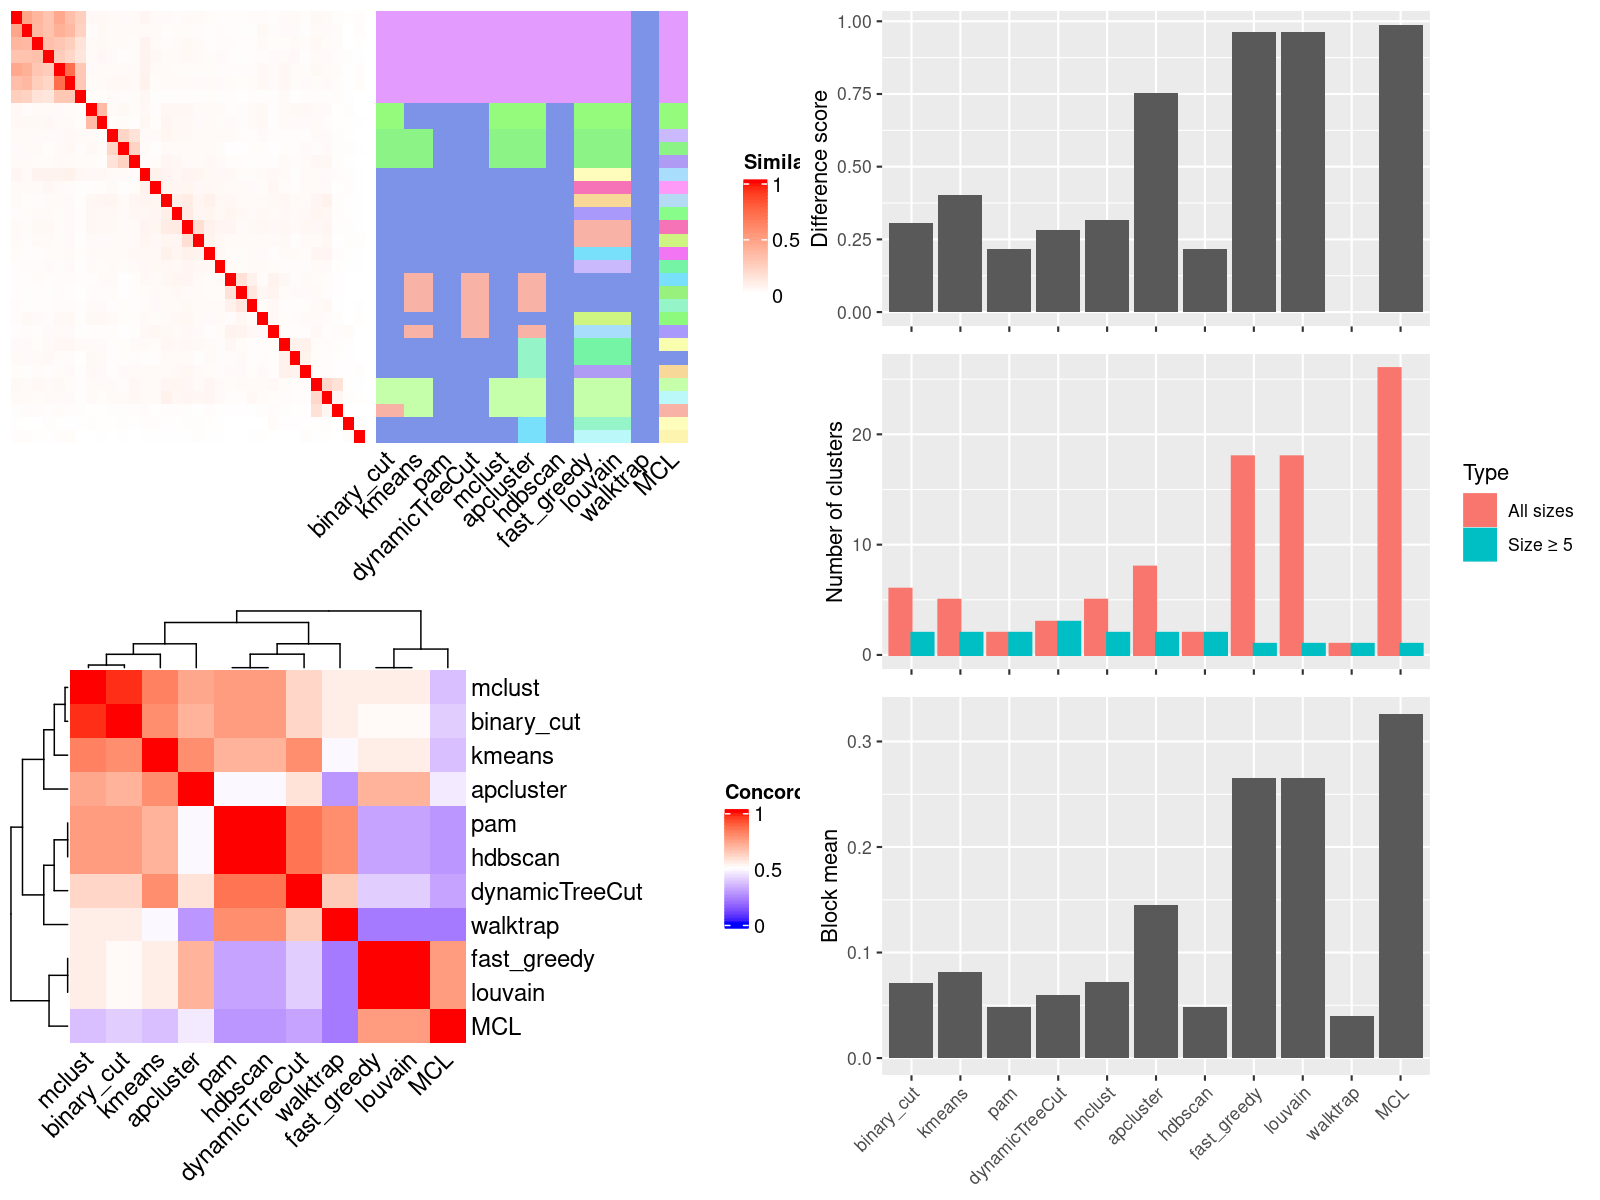 Simila
1
0.5
0
binary_cut
kmeans
pam
dynamicTreeCut
mclust
apcluster
hdbscan
fast_greedy
louvain
walktrap
MCL
mclust
binary_cut
kmeans
apcluster
pam
hdbscan
dynamicTreeCut
walktrap
fast_greedy
louvain
MCL
mclust
binary_cut
kmeans
apcluster
pam
hdbscan
dynamicTreeCut
walktrap
fast_greedy
louvain
MCL
Concord
1
0.5
0
Difference score
1.00
0.75
0.50
0.25
0.00
Number of clusters
20
10
0
Type
All sizes
Size ≥ 5
Block mean
0.3
0.2
0.1
0.0
binary_cut
kmeans
pam
dynamicTreeCut
mclust
apcluster
hdbscan
fast_greedy
louvain
walktrap
MCL